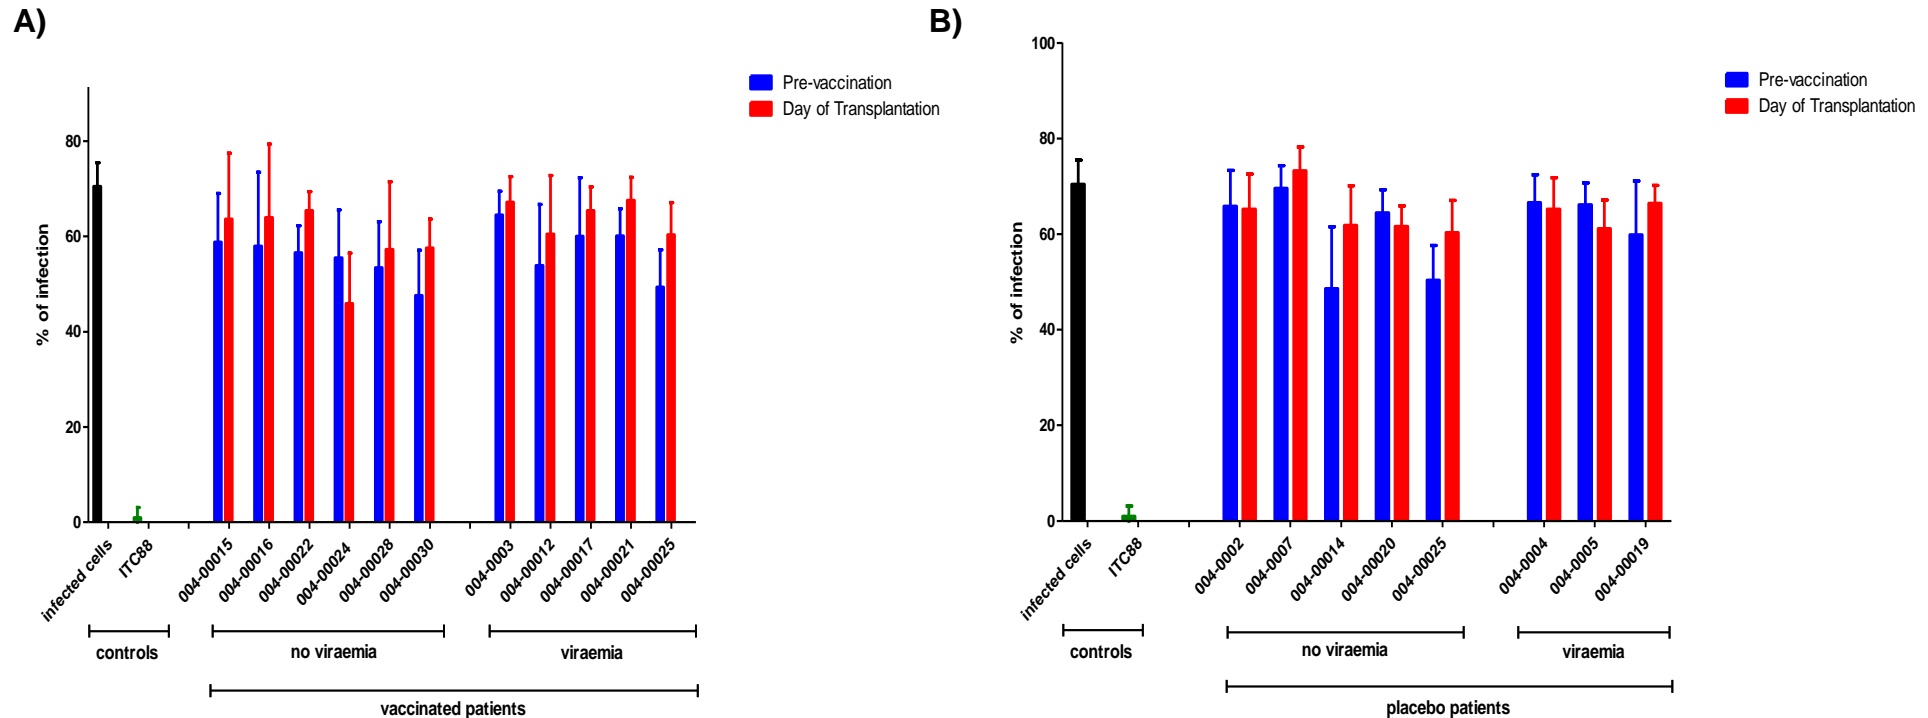 A)
Pre-vaccination
Day of Transplantation
80
60
40
20
0
% of infection
infected cells
ITC88
004-00015
004-00016
004-00022
004-00024
004-00028
004-00030
004-0003
004-00012
004-00017
004-00021
004-00025
controls
no viraemia
viraemia
vaccinated patients
B)
Pre-vaccination
Day of Transplantation
100
80
60
40
20
0
% of infection
infected cells
ITC88
004-0002
004-0007
004-00014
004-00020
004-00025
004-0004
004-0005
004-00019
controls
no viraemia
viraemia
placebo patients